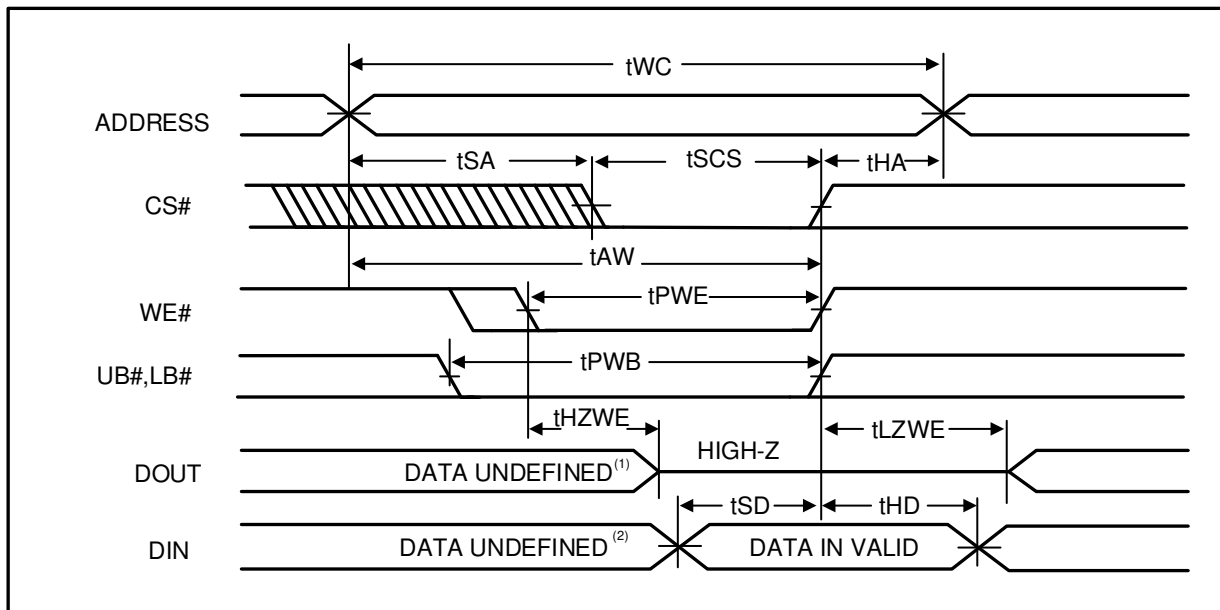 tWC
ADDRESS
tSA
tSCS
tHA
CS#
tAW
tPWE
WE#
tPWB
UB#,LB#
tHZWE
tLZWE
HIGH-Z
DOUT
DATA UNDEFINED(1)
tSD
tHD
DIN
DATA UNDEFINED(2)
DATA IN VALID